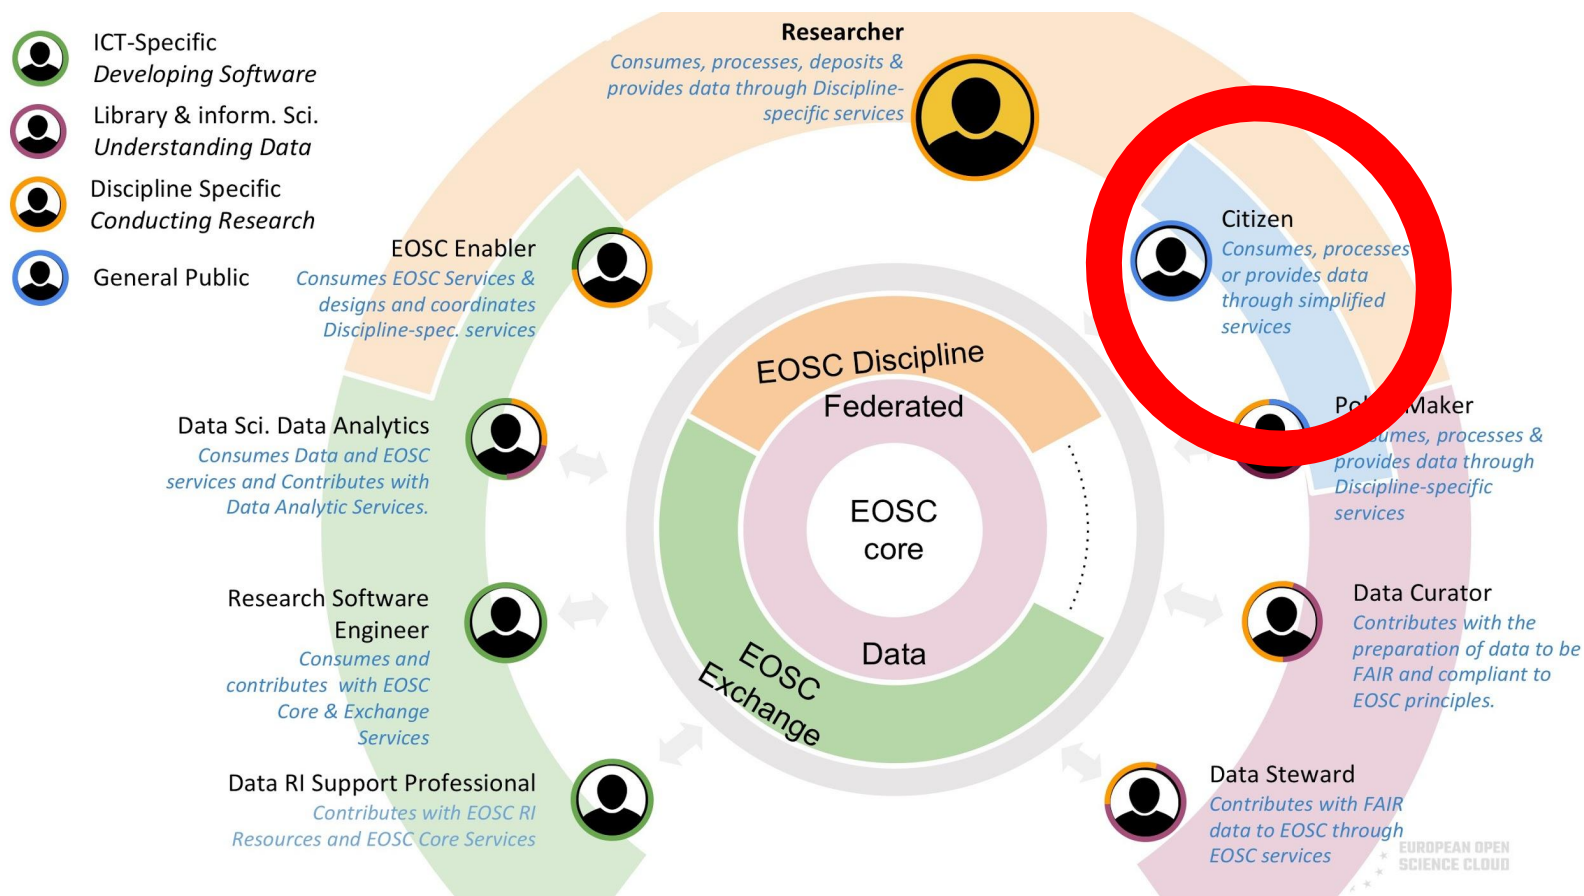 ICT-Specific
Developing Software
Library & inform. Sci.
Understanding Data
Discipline Specific
Conducting Research
General Public
Researcher
Consumes, processes, deposits &
provides data through Discipline-
specific services
EOSC Enabler
Consumes EOSC Services &
designs and coordinates
Discipline-spec. services
Data Sci. Data Analytics
Consumes Data and EOSC
services and Contributes with
Data Analytic Services.
Research Software
Engineer
Consumes and
contributes with EOSC
Core & Exchange
Services
Data RI Support Professional
Contributes with EOSC RI
Resources and EOSC Core Services
EOSC Discipline
Federated
EOSC
core
Data
EOSC
Exchange
Citizen
Consumes, processes
or provides data
through simplified
services
Maker
processes &
provides data through
Discipline-specific
services
Data Curator
Contributes with the
preparation of data to be
FAIR and compliant to
EOSC principles.
Data Steward
Contributes with FAIR
data to EOSC through
EOSC services
EUROPEAN OPEN
SCIENCE CLOUD